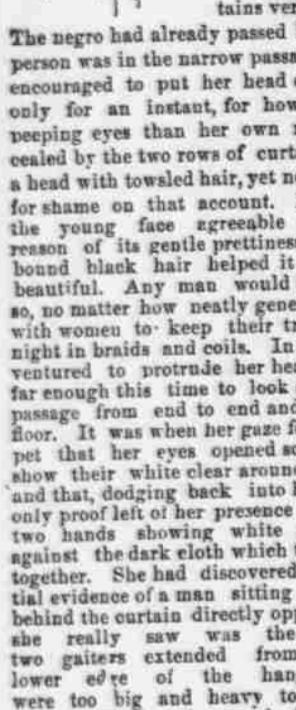 tains ver
The negro had already passed
person was in the narrow passa
encouraged to put her head
only for an instant, for how
peeping eyes than her own
cealed by the two rows of curt
a head with towsled hair, yet n
for shame on that account.
the young face agreeable
reason of its gentle prettiness
bound black hair helped it
beautiful. Any man would
so, no matter how neatly gene
with women to keep their tr
night in braids and coils. In
ventured to protrude her hea
far enough this time to look
passage from end to end and
floor. It was when her gaze f
pet that her eyes opened so
show their white clear aroun
and that, dodging back into
only proof left of her presence
two hands showing white
against the dark cloth which
together. She had discovered
tial evidence of a man sitting
behind the curtain directly opp
she really saw was the
two gaiters extended from
lower edge of the han
were too big and heavy to